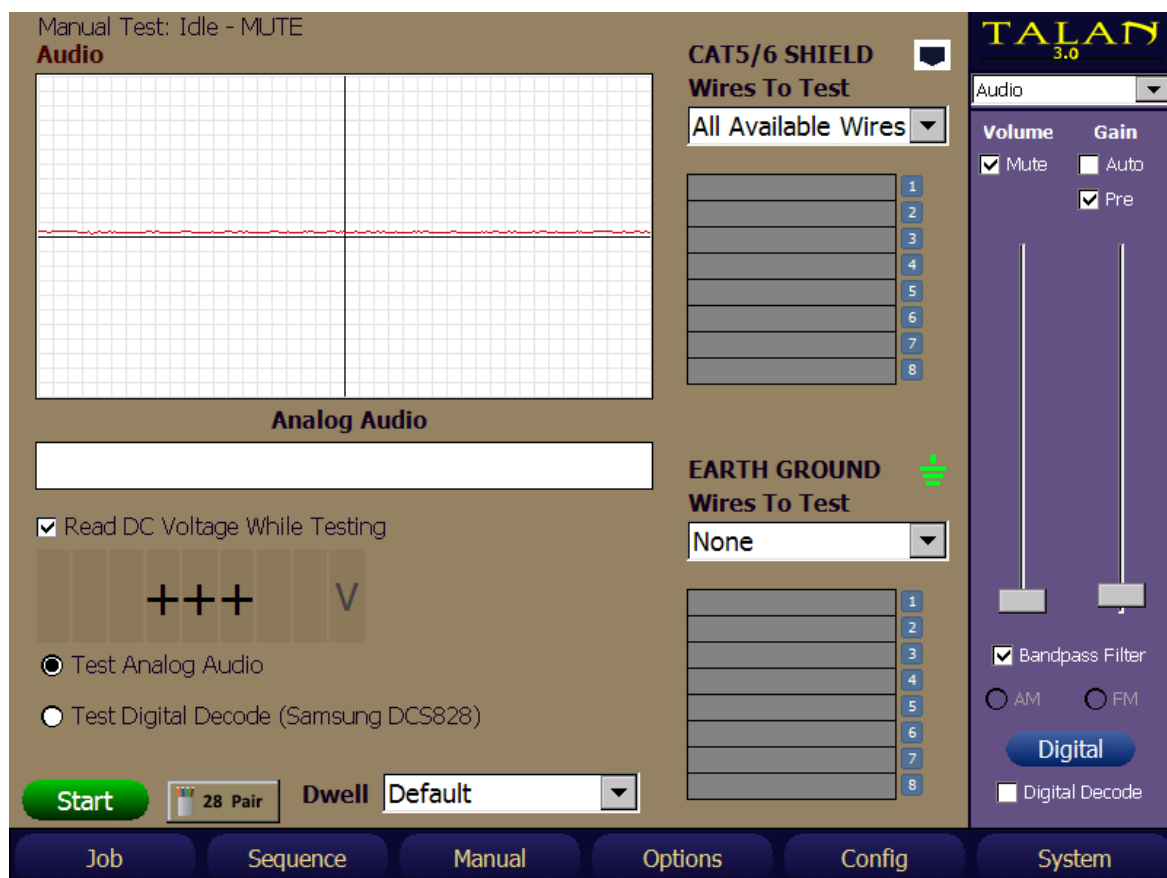 Manual Test: Idle - MUTE
Audio
Analog Audio
Read DC Voltage While Testing
+++ V
Test Analog Audio
Test Digital Decode (Samsung DCS828)
Start
28 Pair
Dwell
Default
CAT5/6 SHIELD
Wires To Test
All Available Wires
1
2
3
4
5
6
7
8
EARTH GROUND
Wires To Test
None
1
2
3
4
5
6
7
8
TALAN
3.0
Audio
Volume Gain
Mute Auto
Pre
Bandpass Filter
AM FM
Digital
Digital Decode
Job Sequence Manual Options Config System